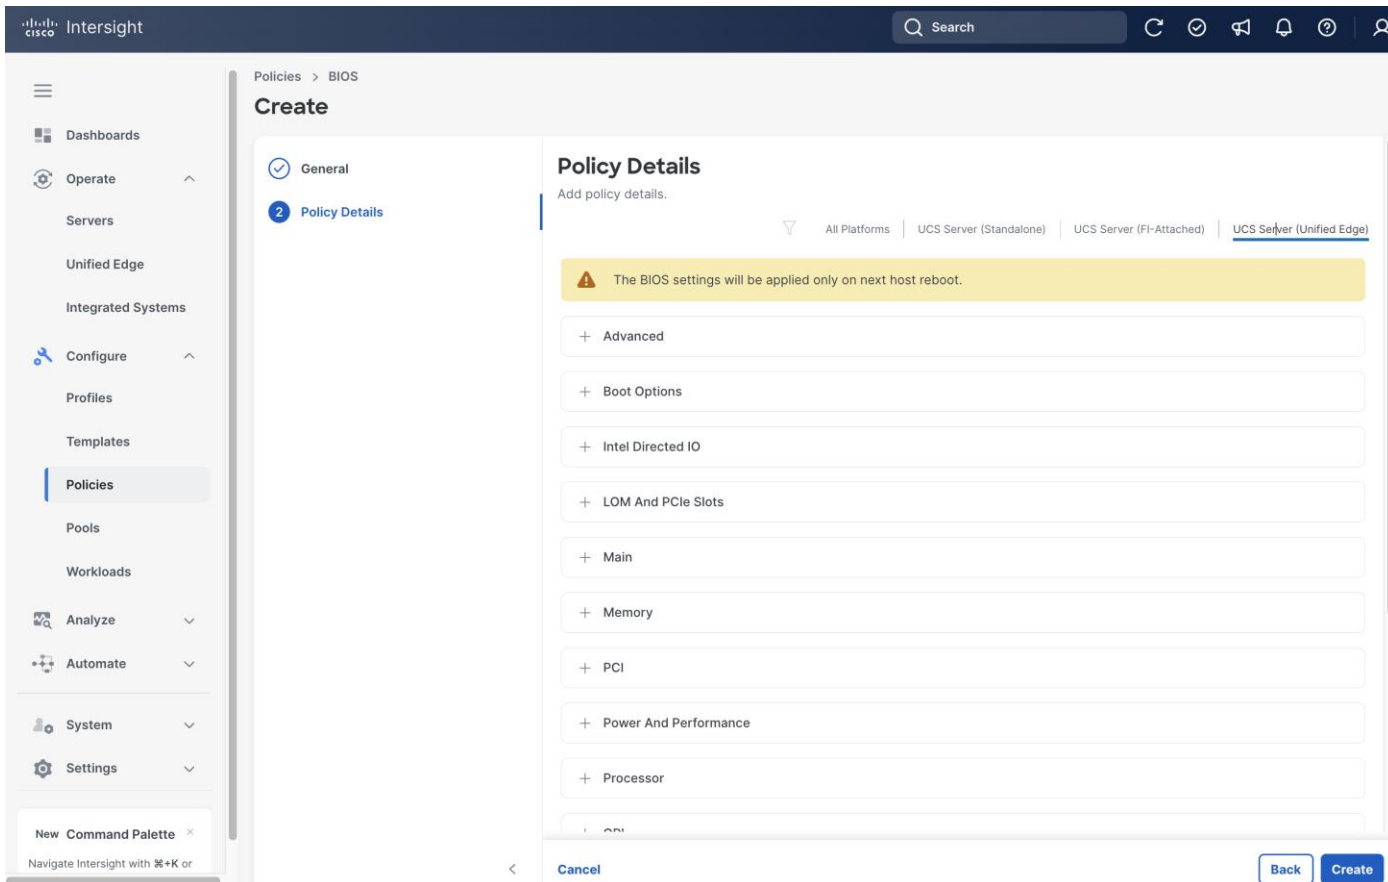 cisco Intersight
Search
Dashboards
Operate
Servers
Unified Edge
Integrated Systems
Configure
Profiles
Templates
Policies
Pools
Workloads
Analyze
Automate
System
Settings
New Command Palette ×
Navigate Intersight with ⌘+K or
Policies > BIOS
Create
General
2 Policy Details
Policy Details
Add policy details.
All Platforms | UCS Server (Standalone) | UCS Server (FI-Attached) | UCS Server (Unified Edge)
The BIOS settings will be applied only on next host reboot.
+ Advanced
+ Boot Options
+ Intel Directed IO
+ LOM And PCIe Slots
+ Main
+ Memory
+ PCI
+ Power And Performance
+ Processor
< Cancel
Back
Create